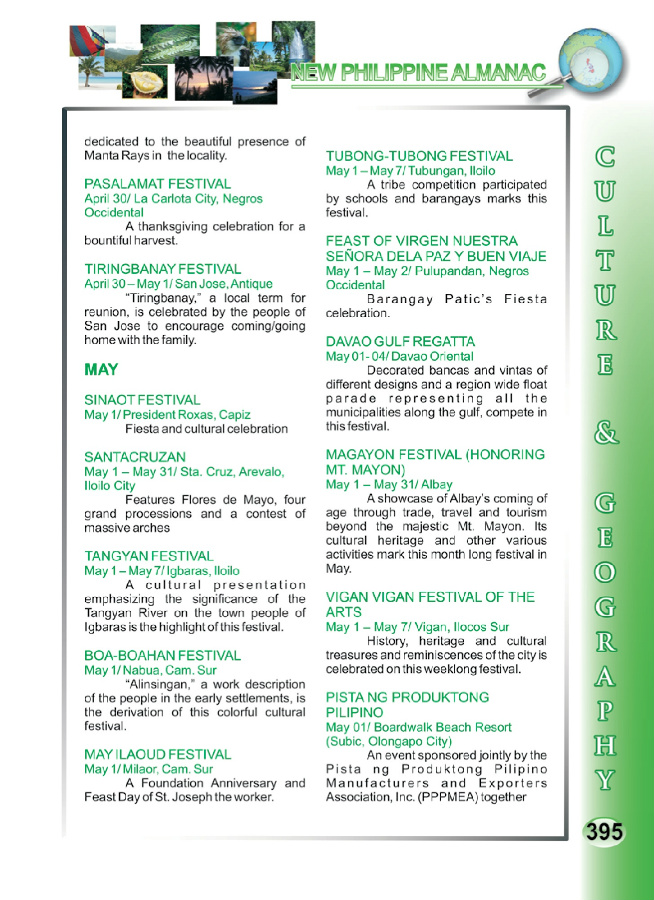 NEW PHILIPPINE ALMANAC
dedicated to the beautiful presence of
Manta Rays in the locality.
PASALAMAT FESTIVAL
April 30/ La Carlota City, Negros
Occidental
A thanksgiving celebration for a
bountiful harvest.
TIRINGBANAY FESTIVAL
April 30 – May 1/ San Jose, Antique
“Tiringbanay,” a local term for
reunion, is celebrated by the people of
San Jose to encourage coming/going
home with the family.
MAY
SINAOT FESTIVAL
May 1/ President Roxas, Capiz
Fiesta and cultural celebration
SANTACRUZAN
May 1 – May 31/ Sta. Cruz, Arevalo,
Iloilo City
Features Flores de Mayo, four
grand processions and a contest of
massive arches
TANGYAN FESTIVAL
May 1 – May 7/ Igbaras, Iloilo
A cultural presentation
emphasizing the significance of the
Tangyan River on the town people of
Igbaras is the highlight of this festival.
BOA-BOAHAN FESTIVAL
May 1/ Nabua, Cam. Sur
“Alinsingan,” a work description
of the people in the early settlements, is
the derivation of this colorful cultural
festival.
MAY ILAOUD FESTIVAL
May 1/ Milaor, Cam. Sur
A Foundation Anniversary and
Feast Day of St. Joseph the worker.
TUBONG-TUBONG FESTIVAL
May 1 – May 7/ Tubungan, Iloilo
A tribe competition participated
by schools and barangays marks this
festival.
FEAST OF VIRGEN NUESTRA
SEÑORA DELA PAZ Y BUEN VIAJE
May 1 – May 2/ Pulupandan, Negros
Occidental
Barangay Patic’s Fiesta
celebration.
DAVAO GULF REGATTA
May 01- 04/ Davao Oriental
Decorated bancas and vintas of
different designs and a region wide float
parade representing all the
municipalities along the gulf, compete in
this festival.
MAGAYON FESTIVAL (HONORING
MT. MAYON)
May 1 – May 31/ Albay
A showcase of Albay’s coming of
age through trade, travel and tourism
beyond the majestic Mt. Mayon. Its
cultural heritage and other various
activities mark this month long festival in
May.
VIGAN VIGAN FESTIVAL OF THE
ARTS
May 1 – May 7/ Vigan, Ilocos Sur
History, heritage and cultural
treasures and reminiscences of the city is
celebrated on this weeklong festival.
PISTA NG PRODUKTONG
PILIPINO
May 01/ Boardwalk Beach Resort
(Subic, Olongapo City)
An event sponsored jointly by the
Pista ng Produktong Pilipino
Manufacturers and Exporters
Association, Inc. (PPPMEA) together
CULTURE & GEOGRAPHY
395